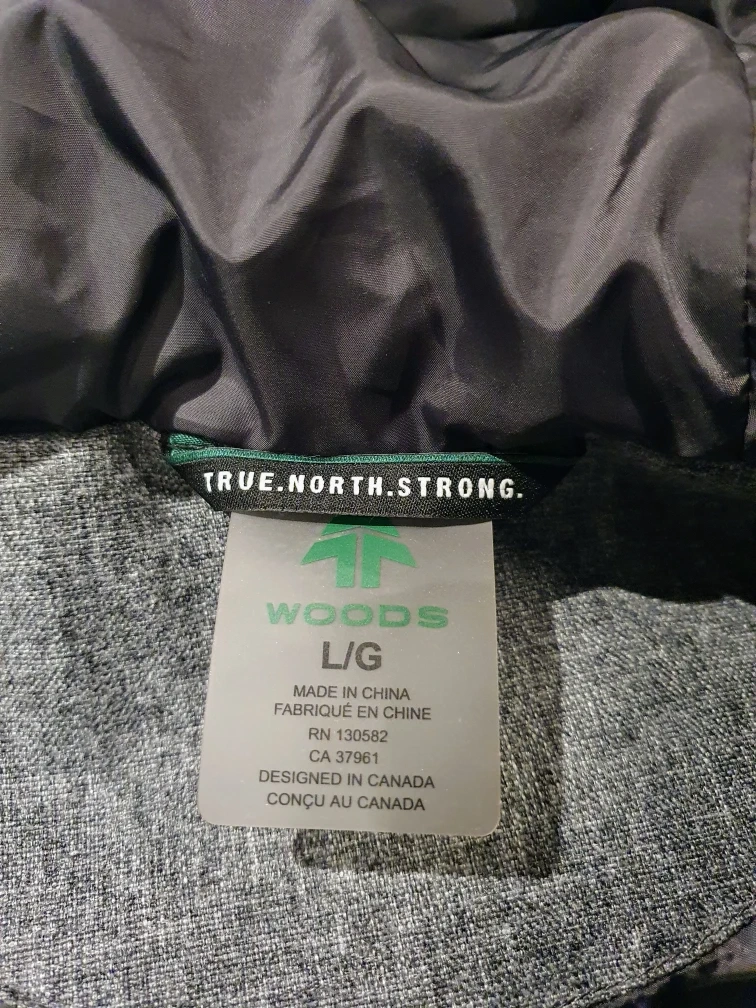 TRUE.NORTH.STRONG.
WOODS
L/G
MADE IN CHINA
FABRIQUÉ EN CHINE
RN 130582
CA 37961
DESIGNED IN CANADA
CONÇU AU CANADA